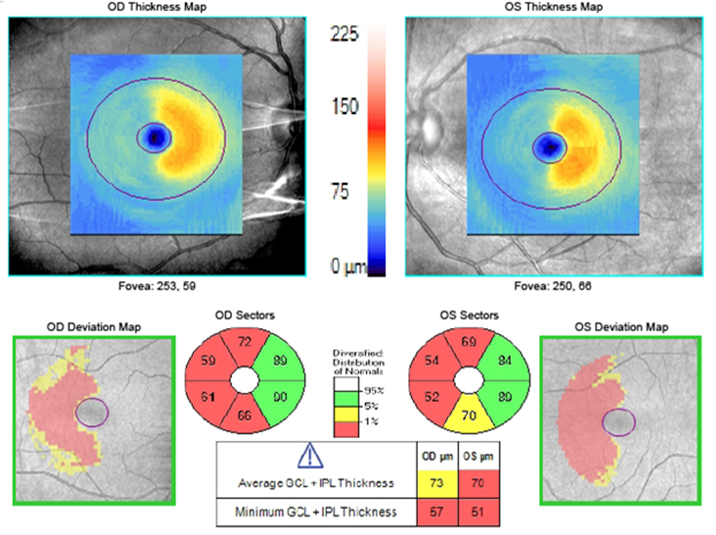 OD Thickness Map
OS Thickness Map
225
150
75
0 µm
Fovea: 253, 59
Fovea: 250, 66
OD Deviation Map
OD Sectors
OS Sectors
OS Deviation Map
72
59
89
61
90
66
Diversified:
Distribution
of Normals
95%
5%
1%
69
54
84
52
89
70
OD µm
OS µm
Average GCL + IPL Thickness
73
70
Minimum GCL + IPL Thickness
57
51